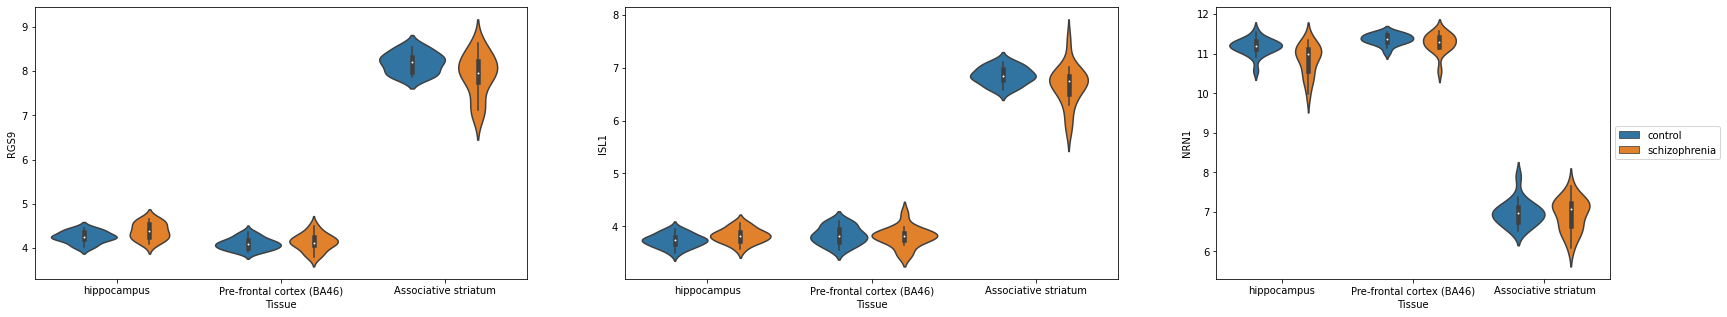 RGS9
9
8
7
6
5
4
hippocampus Pre-frontal cortex (BA46) Associative striatum
Tissue
ISL1
8
7
6
5
4
hippocampus Pre-frontal cortex (BA46) Associative striatum
Tissue
NRN1
12
11
10
9
8
7
6
hippocampus Pre-frontal cortex (BA46) Associative striatum
Tissue
control
schizophrenia